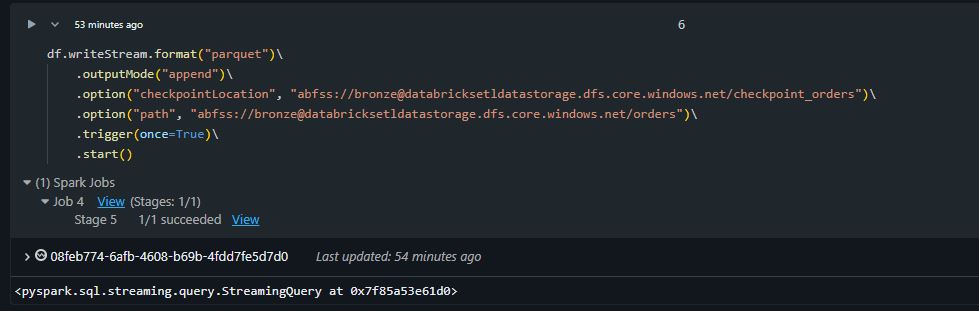 53 minutes ago 6
df.writeStream.format("parquet")\
.outputMode("append")\
.option("checkpointLocation", "abfss://bronze@databricksetldatastorage.dfs.core.windows.net/checkpoint_orders")\
.option("path", "abfss://bronze@databricksetldatastorage.dfs.core.windows.net/orders")\
.trigger(once=True)\
.start()
(1) Spark Jobs
Job 4 View (Stages: 1/1)
Stage 5 1/1 succeeded View
08feb774-6afb-4608-b69b-4fdd7fe5d7d0 Last updated: 54 minutes ago
<pyspark.sql.streaming.query.StreamingQuery at 0x7f85a53e61d0>